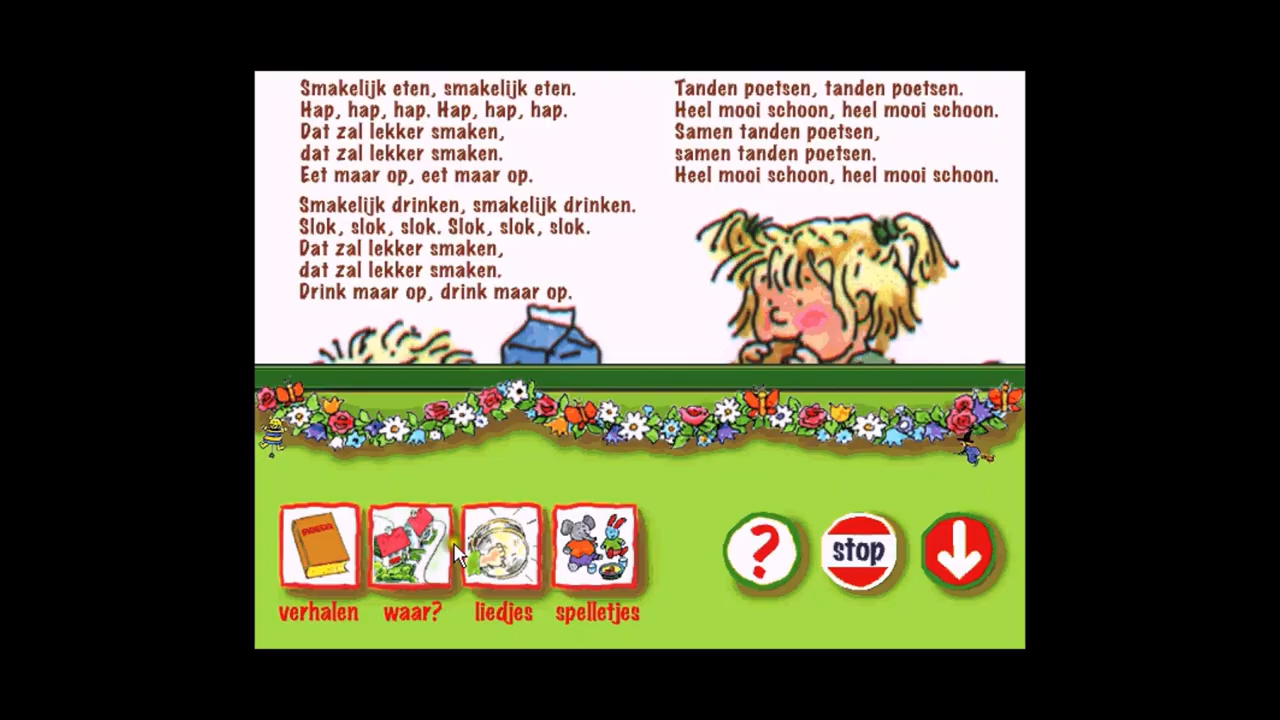 Smakelijk eten, smakelijk eten.
Hap, hap, hap. Hap, hap, hap.
Dat zal lekker smaken,
dat zal lekker smaken.
Eet maar op, eet maar op.
Smakelijk drinken, smakelijk drinken.
Slok, slok, slok. Slok, slok, slok.
Dat zal lekker smaken,
dat zal lekker smaken.
Drink maar op, drink maar op.
Tanden poetsen, tanden poetsen.
Heel mooi schoon, heel mooi schoon.
Samen tanden poetsen,
samen tanden poetsen.
Heel mooi schoon, heel mooi schoon.
?
stop
verhalen
waar?
liedjes
spelletjes